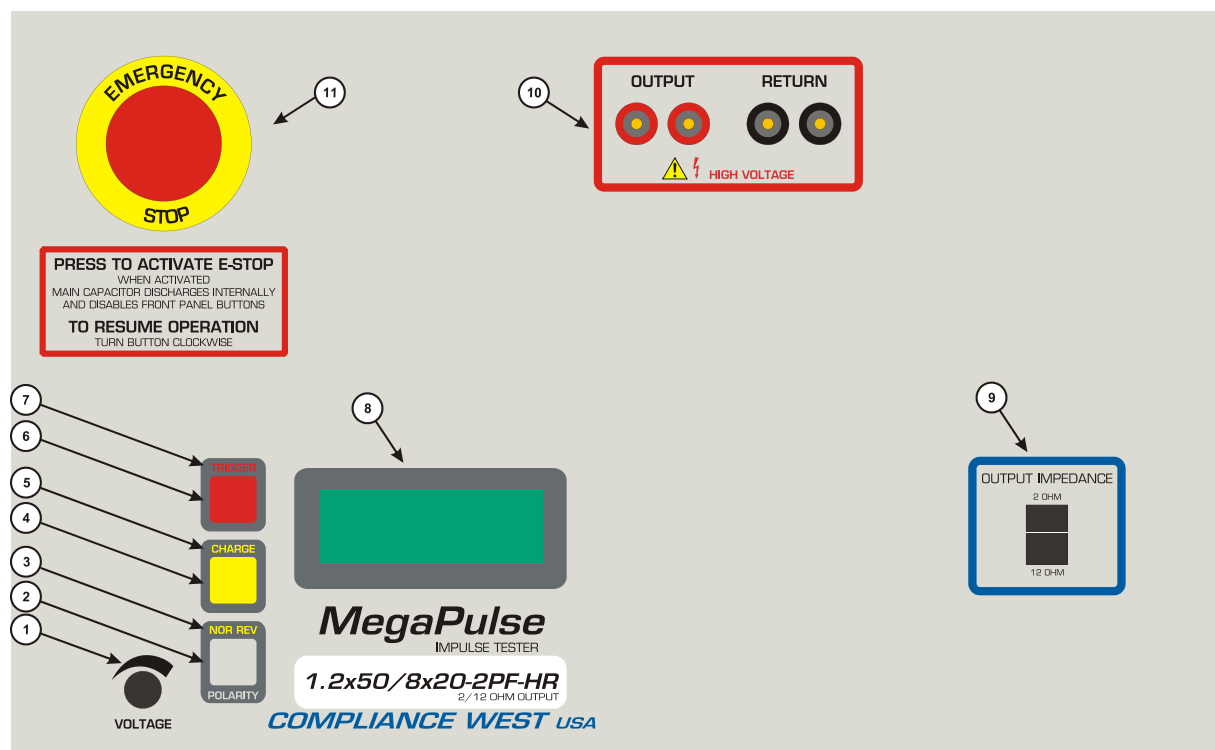 EMERGENCY
STOP
11
10
OUTPUT RETURN
HIGH VOLTAGE
PRESS TO ACTIVATE E-STOP
WHEN ACTIVATED
MAIN CAPACITOR DISCHARGES INTERNALLY
AND DISABLES FRONT PANEL BUTTONS
TO RESUME OPERATION
TURN BUTTON CLOCKWISE
7
6
5
4
3
2
1
TRIGGER
CHARGE
NOR REV
POLARITY
VOLTAGE
8
MegaPulse
IMPULSE TESTER
1.2x50/8x20-2PF-HR
2/12 OHM OUTPUT
COMPLIANCE WEST USA
9
OUTPUT IMPEDANCE
2 OHM
12 OHM